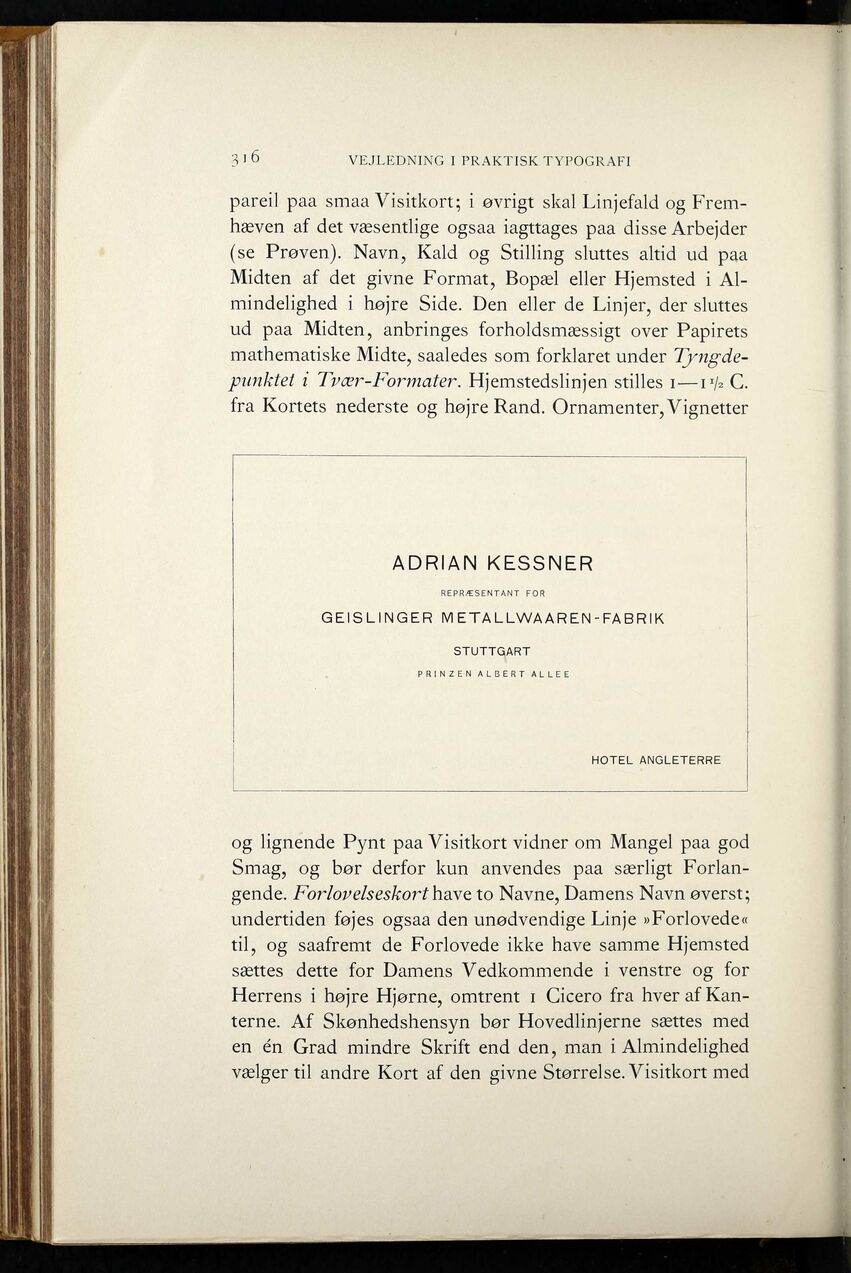 316 VEJLEDNING I PRAKTISK TYPOGRAFI
pareil paa smaa Visitkort; i øvrigt skal Linjefald og Frem-
hæven af det væsentlige ogsaa iagttages paa disse Arbejder
(se Prøven). Navn, Kald og Stilling sluttes altid ud paa
Midten af det givne Format, Bopæl eller Hjemsted i Al-
mindelighed i højre Side. Den eller de Linjer, der sluttes
ud paa Midten, anbringes forholdsmæssigt over Papirets
mathematiske Midte, saaledes som forklaret under Tyngde-
punktet i Tvær-Formater. Hjemstedslinjen stilles 1—1 1/2 C.
fra Kortets nederste og højre Rand. Ornamenter, Vignetter
ADRIAN KESSNER
REPRÆSENTANT FOR
GEISLINGER METALLWAAREN-FABRIK
STUTTGART
PRINZEN ALBERT ALLEE
HOTEL ANGLETERRE
og lignende Pynt paa Visitkort vidner om Mangel paa god
Smag, og bør derfor kun anvendes paa særligt Forlan-
gende. Forlovelseskort have to Navne, Damens Navn øverst;
undertiden føjes ogsaa den unødvendige Linje »Forlovede«
til, og saafremt de Forlovede ikke have samme Hjemsted
sættes dette for Damens Vedkommende i venstre og for
Herrens i højre Hjørne, omtrent 1 Cicero fra hver af Kan-
terne. Af Skønhedshensyn bør Hovedlinjerne sættes med
en én Grad mindre Skrift end den, man i Almindelighed
vælger til andre Kort af den givne Størrelse. Visitkort med